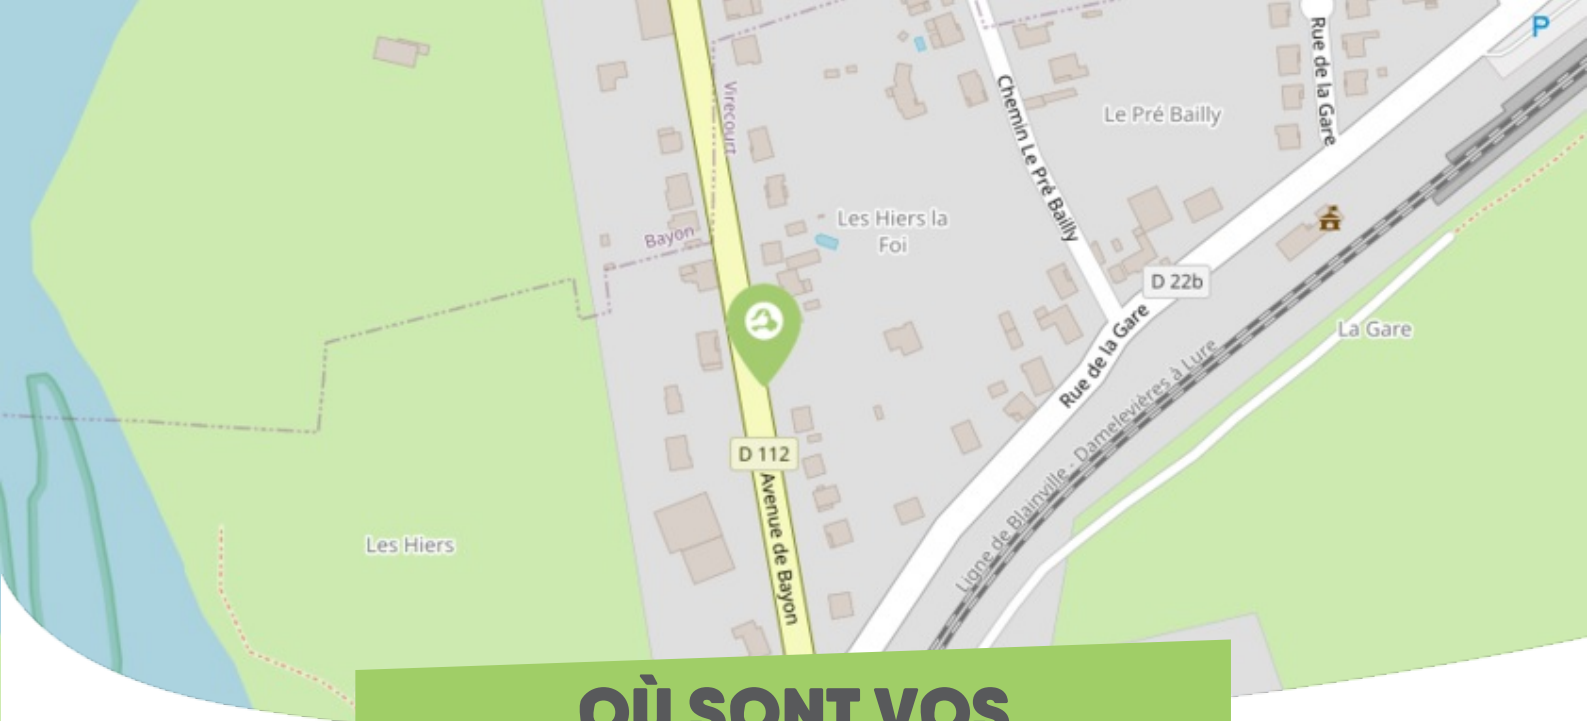 P
Rue de la Gare
Virecourt
Chemin Le Pré Bailly
Le Pré Bailly
Les Hiers la
Foi
Bayon
D 22b
La Gare
Rue de la Gare
Ligne de Blainville - Damelevières à Lure
D 112
Avenue de Bayon
Les Hiers
OÙ SONT VOS